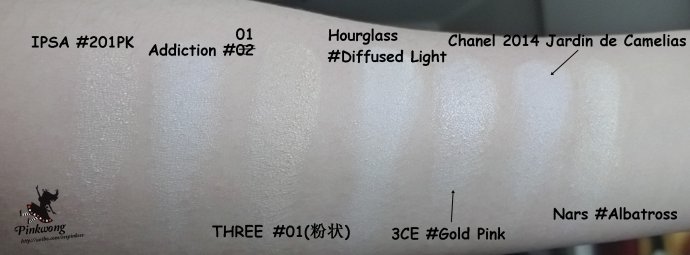 IPSA #201PK
01
Addiction #02
Hourglass
#Diffused Light
Chanel 2014 Jardin de Camelias
THREE #01(粉状)
3CE #Gold Pink
Nars #Albatross
Pinkwong